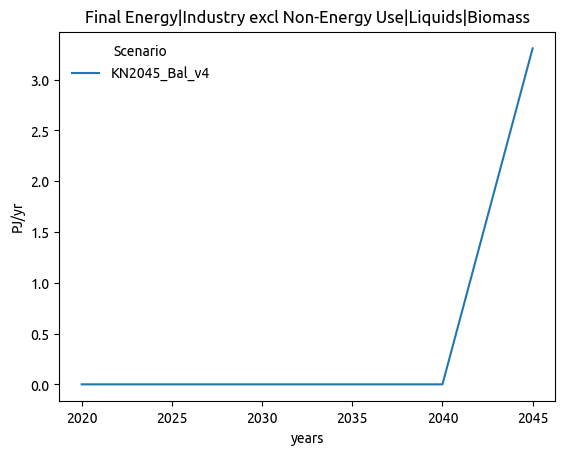 Final Energy|Industry excl Non-Energy Use|Liquids|Biomass
Scenario
KN2045_Bal_v4
3.0
2.5
2.0
1.5
1.0
0.5
0.0
PJ/yr
2020 2025 2030 2035 2040 2045
years